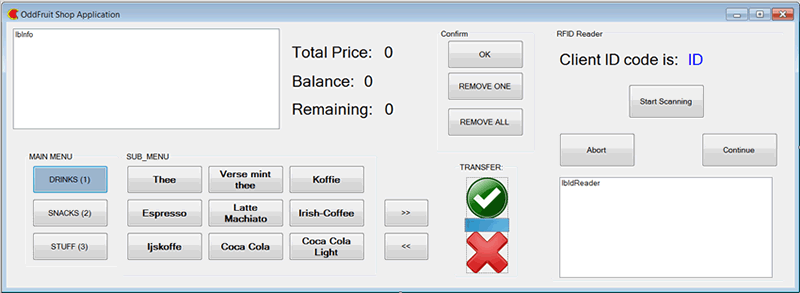 OddFruit Shop Application
lbInfo
Total Price: 0
Balance: 0
Remaining: 0
Confirm
OK
REMOVE ONE
REMOVE ALL
RFID Reader
Client ID code is: ID
Start Scanning
Abort
Continue
lbIdReader
MAIN MENU
DRINKS (1)
SNACKS (2)
STUFF (3)
SUB_MENU
Thee
Verse mint
thee
Koffie
Espresso
Latte
Machiato
Irish-Coffee
Ijskoffe
Coca Cola
Coca Cola
Light
>>
<<
TRANSFER: